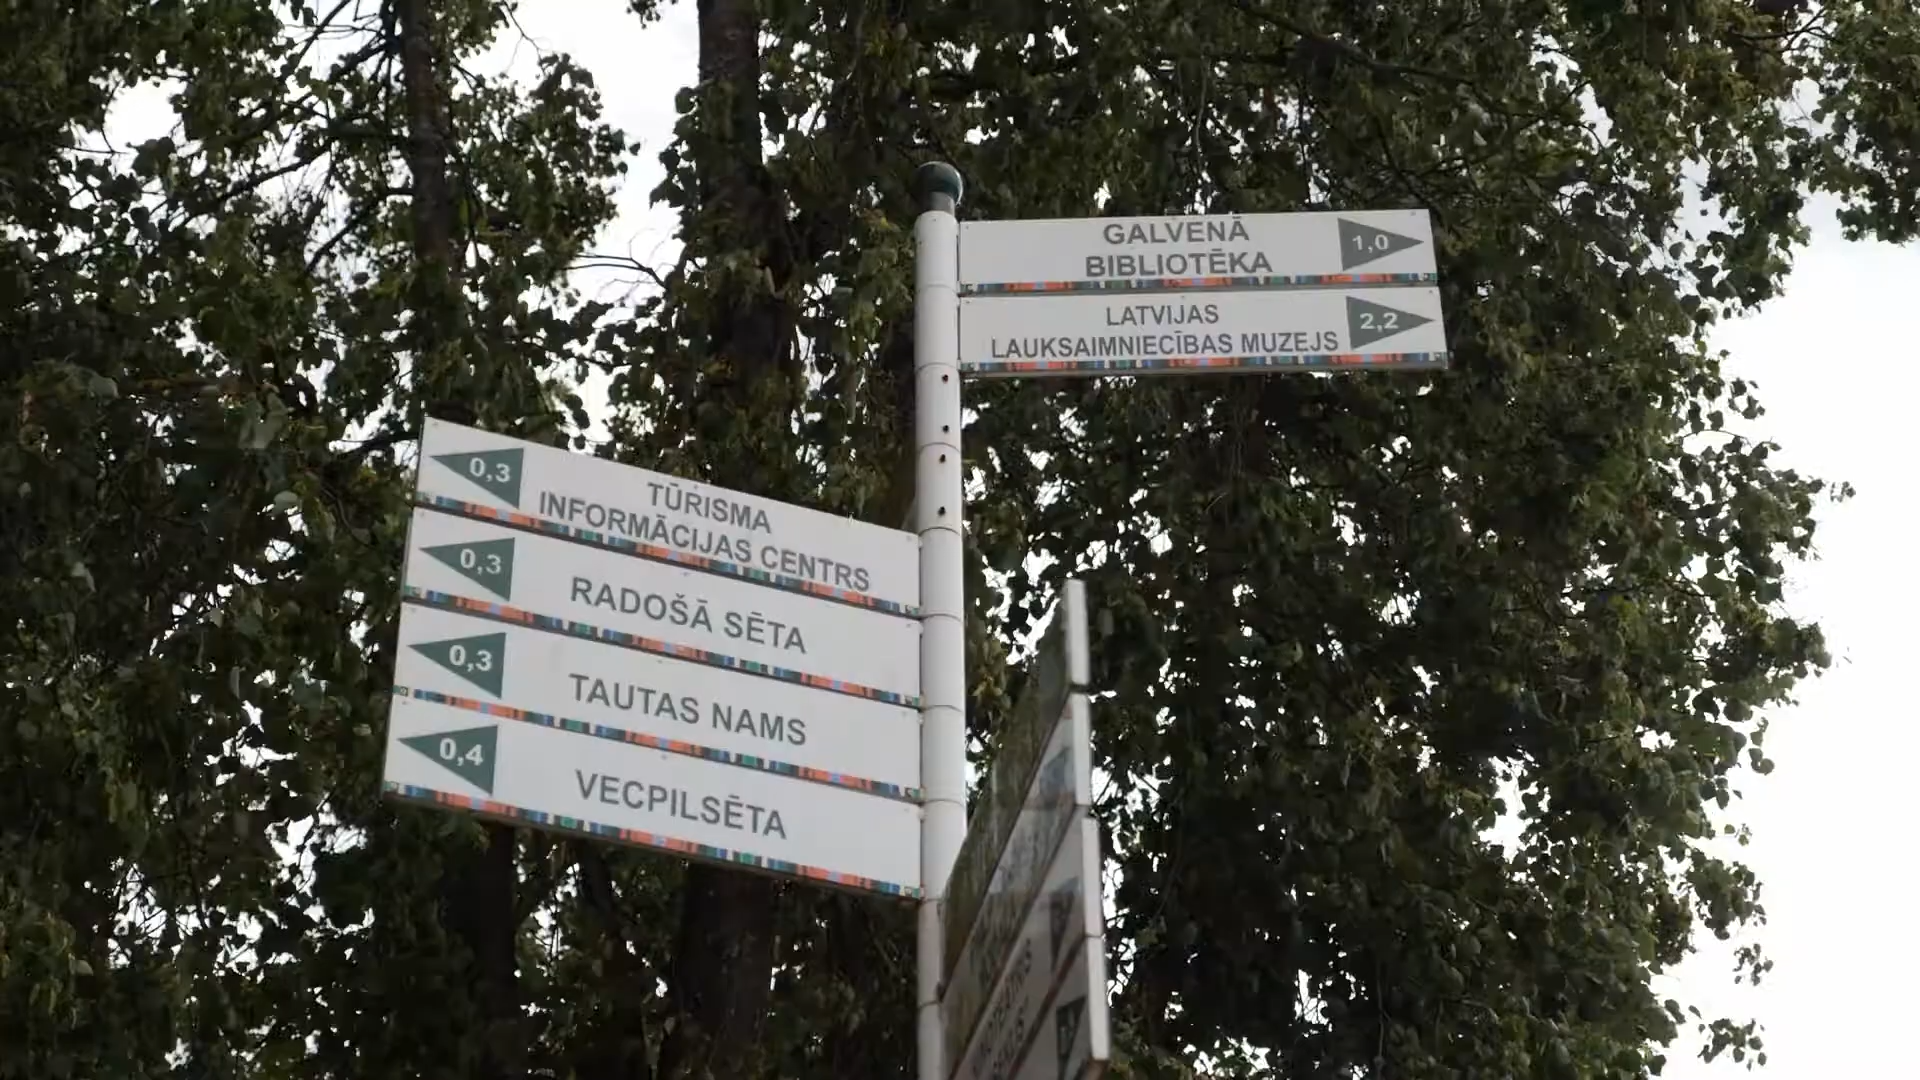 GALVENĀ
BIBLIOTĒKA
1,0
LATVIJAS
LAUKSAIMNIECĪBAS MUZEJS
2,2
0,3
TŪRISMA
INFORMĀCIJAS CENTRS
0,3
RADOŠĀ SĒTA
0,3
TAUTAS NAMS
0,4
VECPILSĒTA